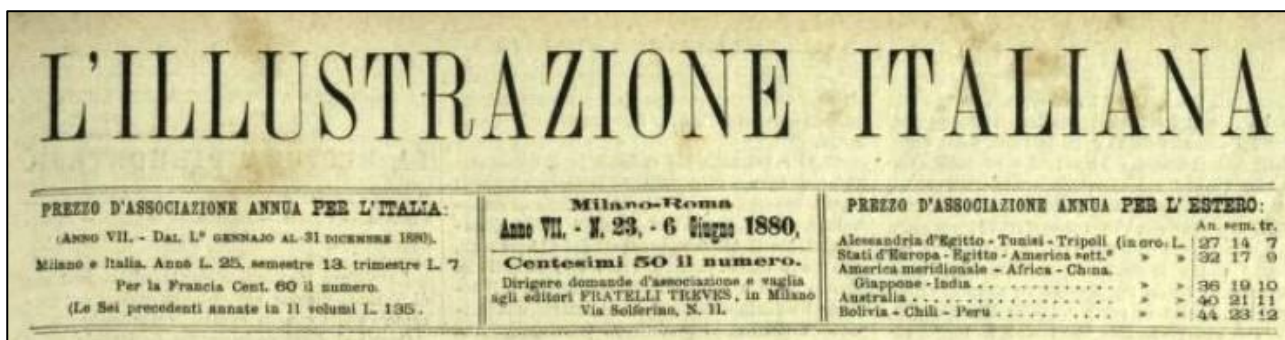 L'ILLUSTRAZIONE ITALIANA
PREZZO D'ASSOCIAZIONE ANNUA PER L'ITALIA:
(ANNO VII. - DAL 1.º GENNAJO AL 31 DICEMBRE 1880).
Milano e Italia. Anno L. 25, semestre 13, trimestre L. 7
Per la Francia Cent. 60 il numero.
(Le Sei precedenti annate in 11 volumi L. 135.
Milano-Roma
Anno VII. - N. 23. - 6 Giugno 1880.
Centesimi 50 il numero.
Dirigere domande d'associazione e vaglia
agli editori FRATELLI TREVES, in Milano
Via Solferino, N. 11.
PREZZO D'ASSOCIAZIONE ANNUA PER L'ESTERO:
An. sem. tr.
Alessandria d'Egitto - Tunisi - Tripoli (in oro: L. 27 14 7
Stati d'Europa - Egitto - America sett.e » » 32 17 9
America meridionale - Africa - China.
Giappone - India . . . . . . . . . . . . . . . . » » 36 19 10
Australia . . . . . . . . . . . . . . . . . . . . . » » 40 21 11
Bolivia - Chilì - Perù . . . . . . . . . . . . » » 44 23 12